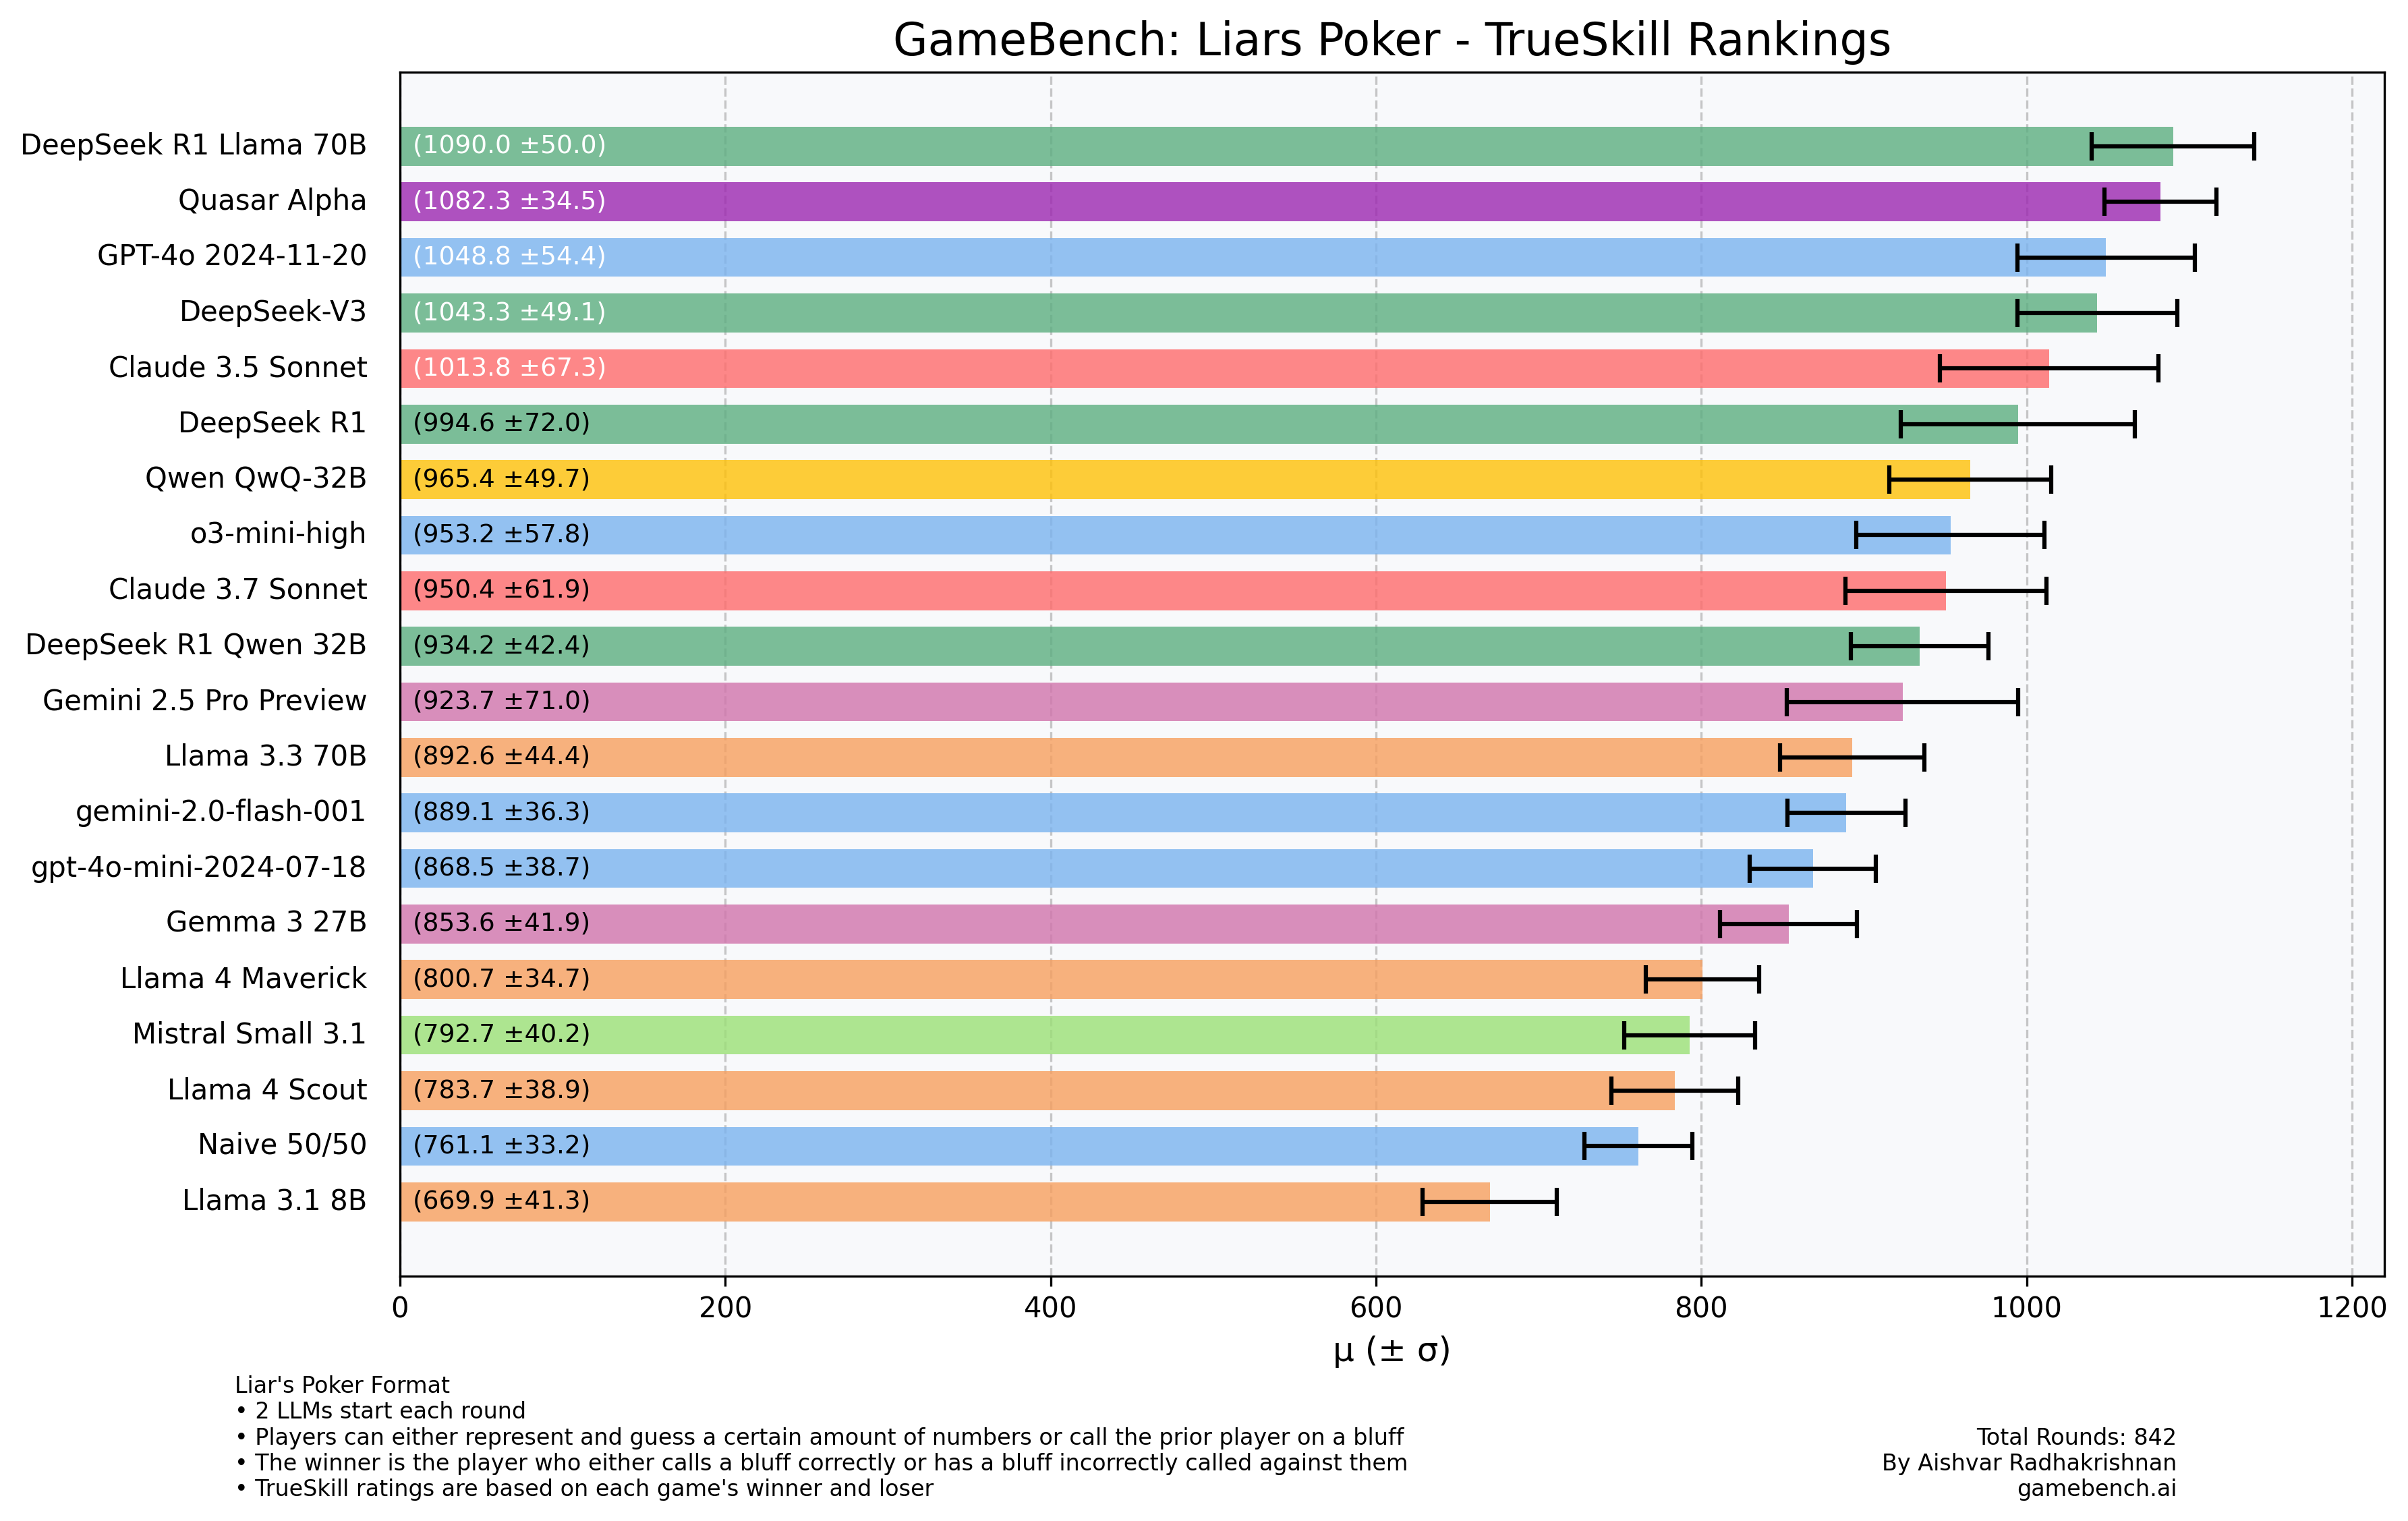 GameBench: Liars Poker - TrueSkill Rankings
DeepSeek R1 Llama 70B (1090.0 ±50.0)
Quasar Alpha (1082.3 ±34.5)
GPT-4o 2024-11-20 (1048.8 ±54.4)
DeepSeek-V3 (1043.3 ±49.1)
Claude 3.5 Sonnet (1013.8 ±67.3)
DeepSeek R1 (994.6 ±72.0)
Qwen QwQ-32B (965.4 ±49.7)
o3-mini-high (953.2 ±57.8)
Claude 3.7 Sonnet (950.4 ±61.9)
DeepSeek R1 Qwen 32B (934.2 ±42.4)
Gemini 2.5 Pro Preview (923.7 ±71.0)
Llama 3.3 70B (892.6 ±44.4)
gemini-2.0-flash-001 (889.1 ±36.3)
gpt-4o-mini-2024-07-18 (868.5 ±38.7)
Gemma 3 27B (853.6 ±41.9)
Llama 4 Maverick (800.7 ±34.7)
Mistral Small 3.1 (792.7 ±40.2)
Llama 4 Scout (783.7 ±38.9)
Naive 50/50 (761.1 ±33.2)
Llama 3.1 8B (669.9 ±41.3)
0 200 400 600 800 1000 1200
μ (± σ)
Liar's Poker Format
• 2 LLMs start each round
• Players can either represent and guess a certain amount of numbers or call the prior player on a bluff
• The winner is the player who either calls a bluff correctly or has a bluff incorrectly called against them
• TrueSkill ratings are based on each game's winner and loser
Total Rounds: 842
By Aishvar Radhakrishnan
gamebench.ai